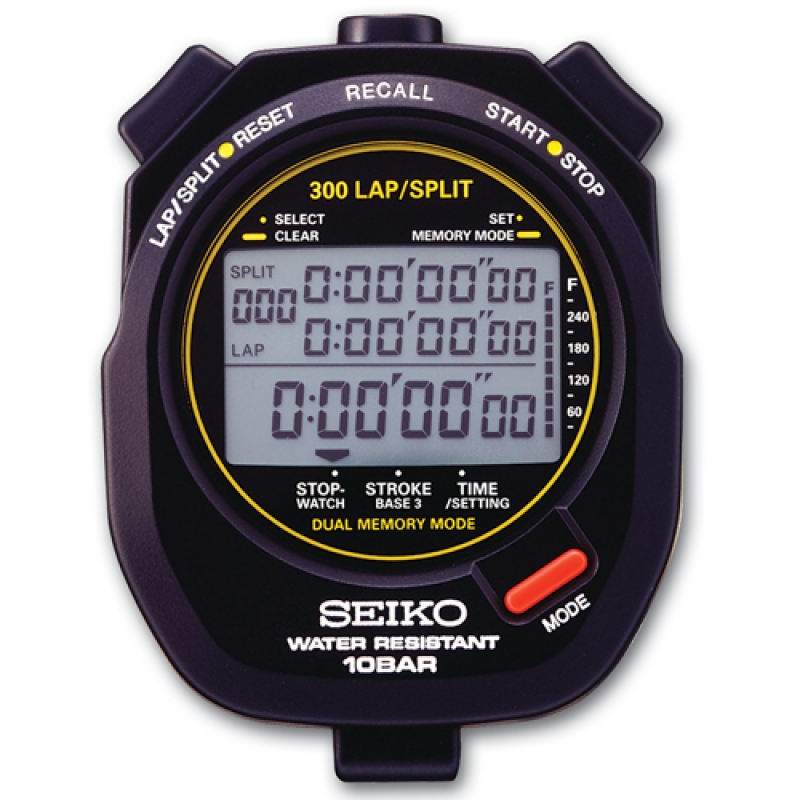 RECALL
LAP/SPLIT • RESET
START • STOP
300 LAP/SPLIT
• SELECT
SET •
CLEAR
MEMORY MODE
SPLIT
0:00'00"00
000
LAP
0:00'00"00
0:00'00"00
F
F
240
180
120
60
STOP-
WATCH
STROKE
BASE 3
TIME
/SETTING
DUAL MEMORY MODE
MODE
SEIKO
WATER RESISTANT
10BAR